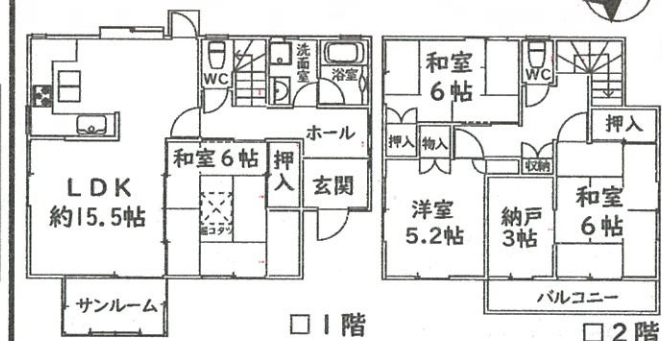 WC
洗面室
浴室
ホール
和室6帖
押入
玄関
LDK
約15.5帖
掘コタツ
サンルーム
□1階
和室
6帖
WC
押入
押入
物入
収納
洋室
5.2帖
納戸
3帖
和室
6帖
バルコニー
□2階